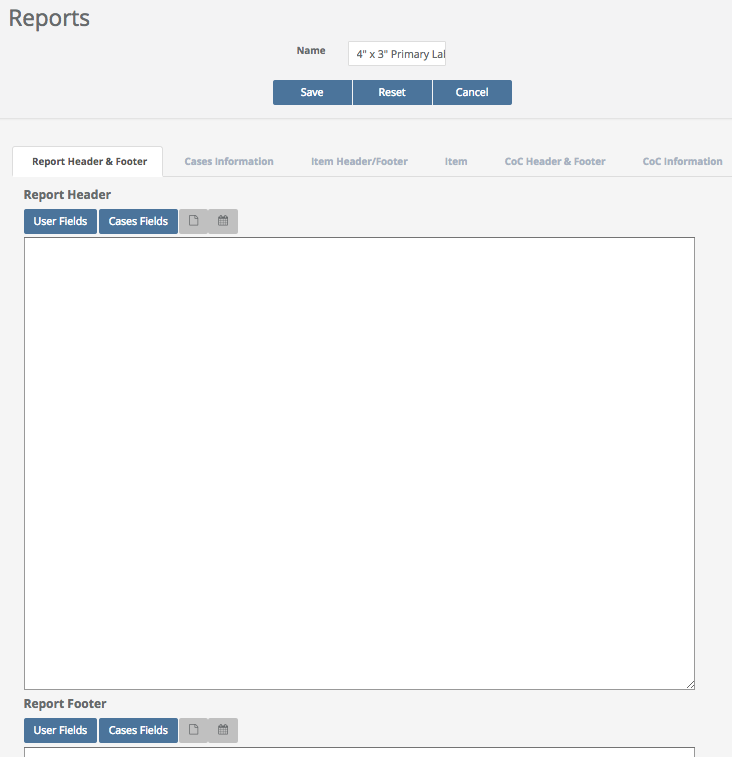 Reports
Name
4" x 3" Primary
Save Reset Cancel
Report Header & Footer Cases Information Item Header/Footer Item CoC Header & Footer CoC Information
Report Header
User Fields Cases Fields
Report Footer
User Fields Cases Fields